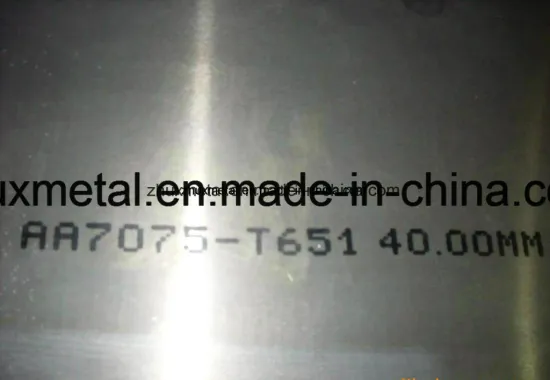 uxmetal.en.made-in-china.co
AA7075-T651 40.00MM